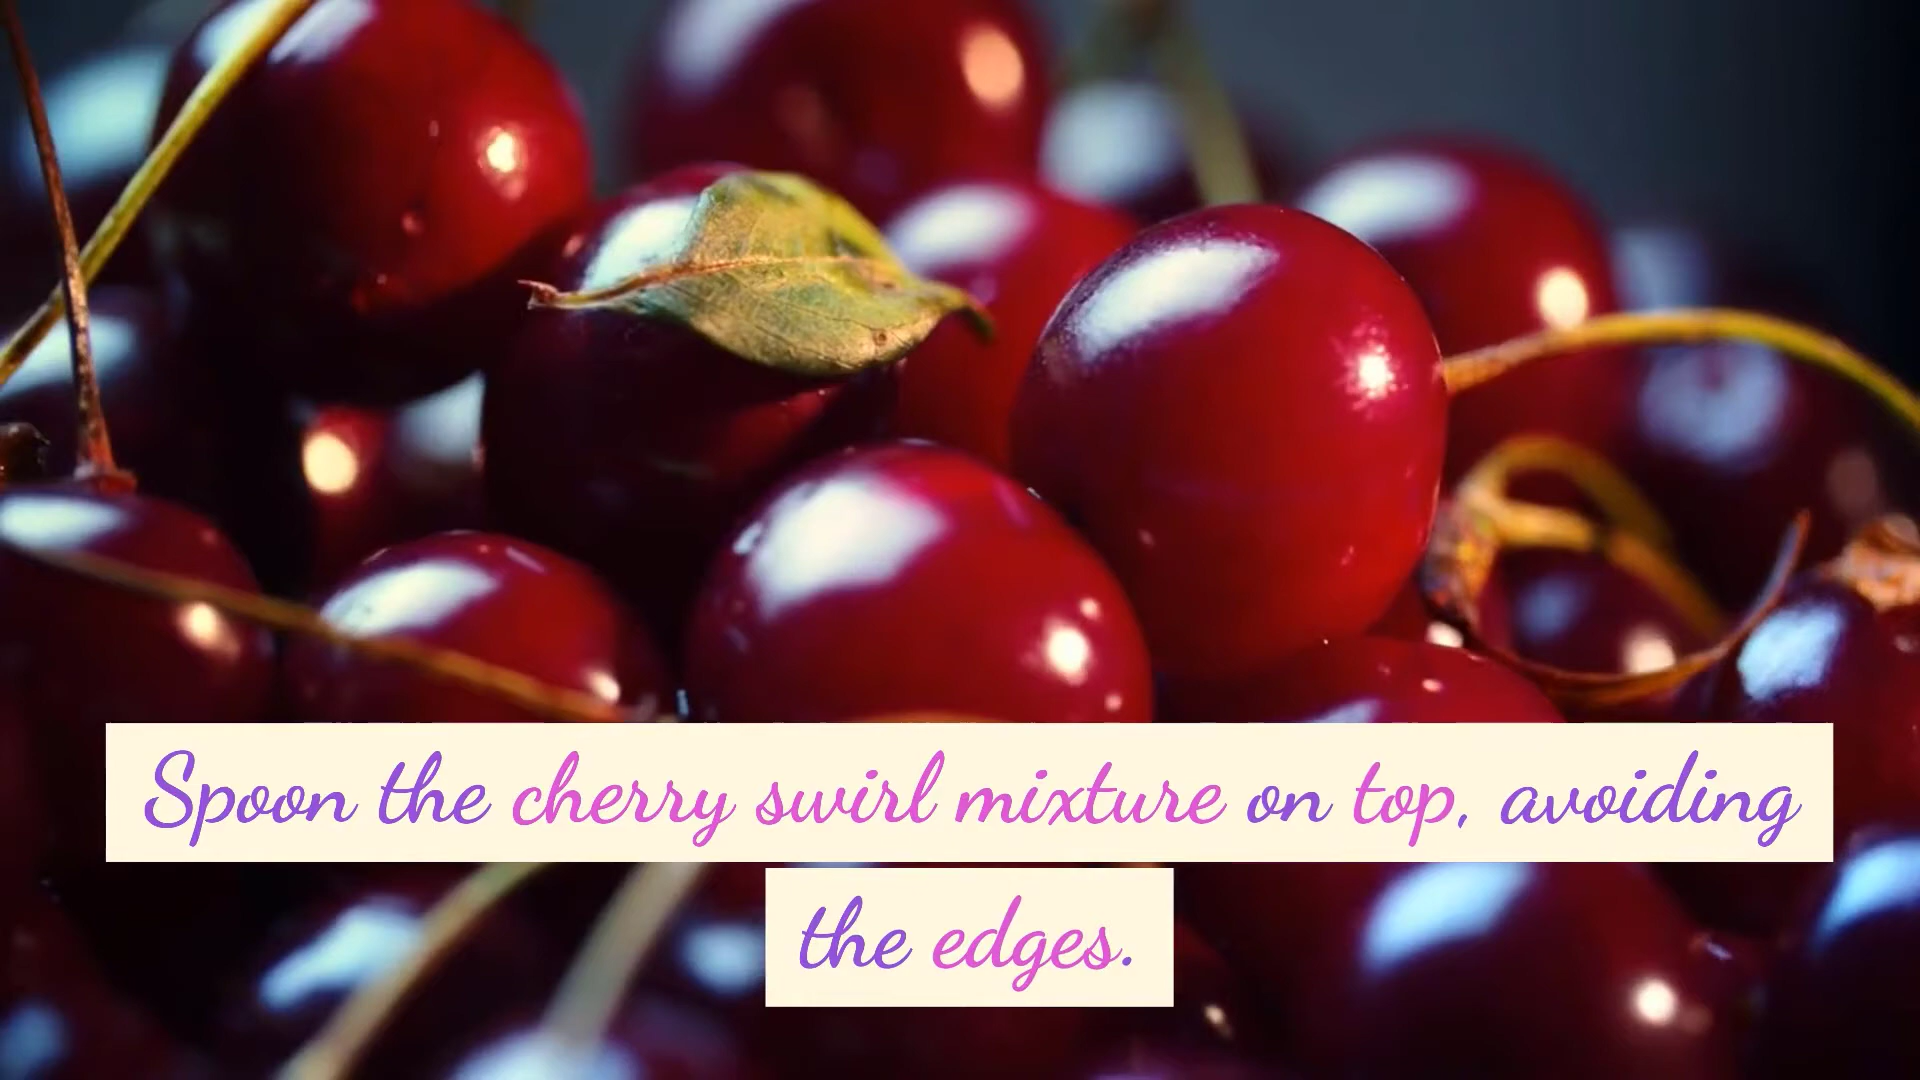 Spoon the cherry swirl mixture on top, avoiding
the edges.